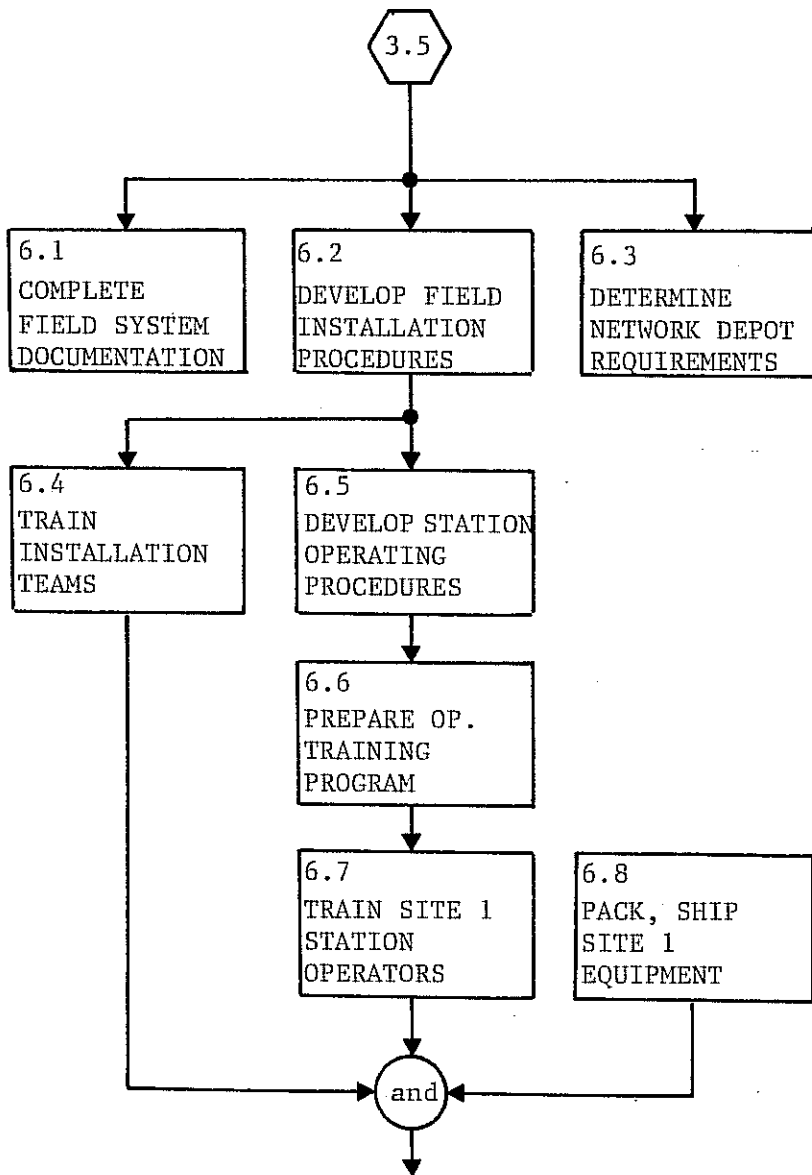 3.5
6.1
COMPLETE
FIELD SYSTEM
DOCUMENTATION
6.2
DEVELOP FIELD
INSTALLATION
PROCEDURES
6.3
DETERMINE
NETWORK DEPOT
REQUIREMENTS
6.4
TRAIN
INSTALLATION
TEAMS
6.5
DEVELOP STATION
OPERATING
PROCEDURES
6.6
PREPARE OP.
TRAINING
PROGRAM
6.7
TRAIN SITE 1
STATION
OPERATORS
6.8
PACK, SHIP
SITE 1
EQUIPMENT
and